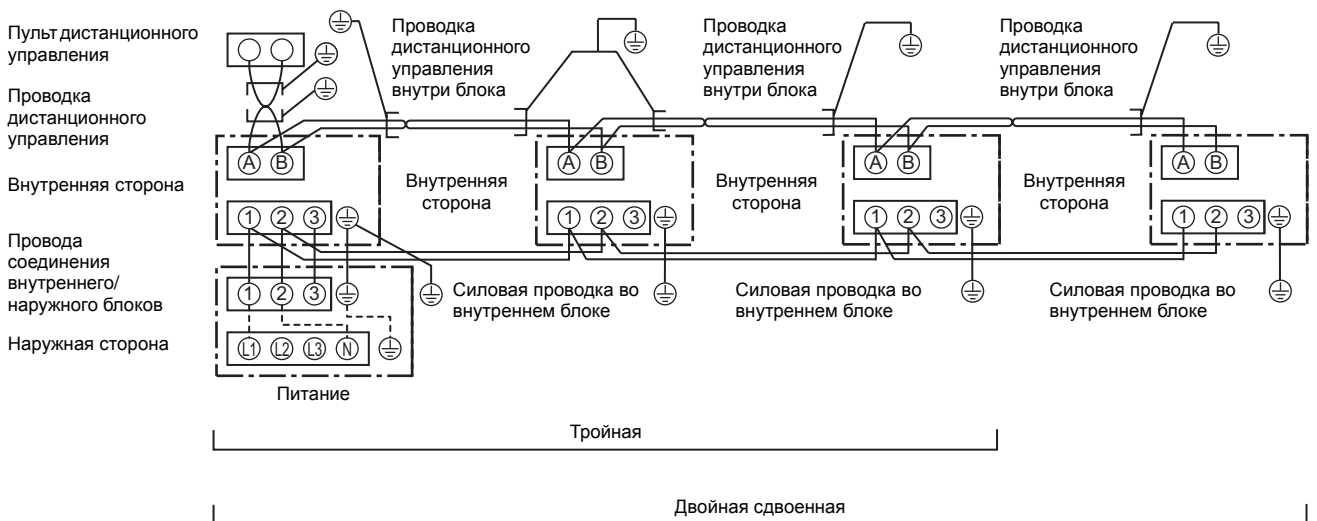 Пульт дистанционного
управления
Проводка
дистанционного
управления
Внутренняя сторона
Провода
соединения
внутреннего/
наружного блоков
Наружная сторона
Проводка
дистанционного
управления
внутри блока
Проводка
дистанционного
управления
внутри блока
Проводка
дистанционного
управления
внутри блока
A B
A B
A B
A B
Внутренняя
сторона
Внутренняя
сторона
Внутренняя
сторона
1 2 3
1 2 3
1 2 3
1 2 3
1 2 3
Силовая проводка во
внутреннем блоке
Силовая проводка во
внутреннем блоке
Силовая проводка во
внутреннем блоке
L1 L2 L3 N
Питание
Тройная
Двойная сдвоенная